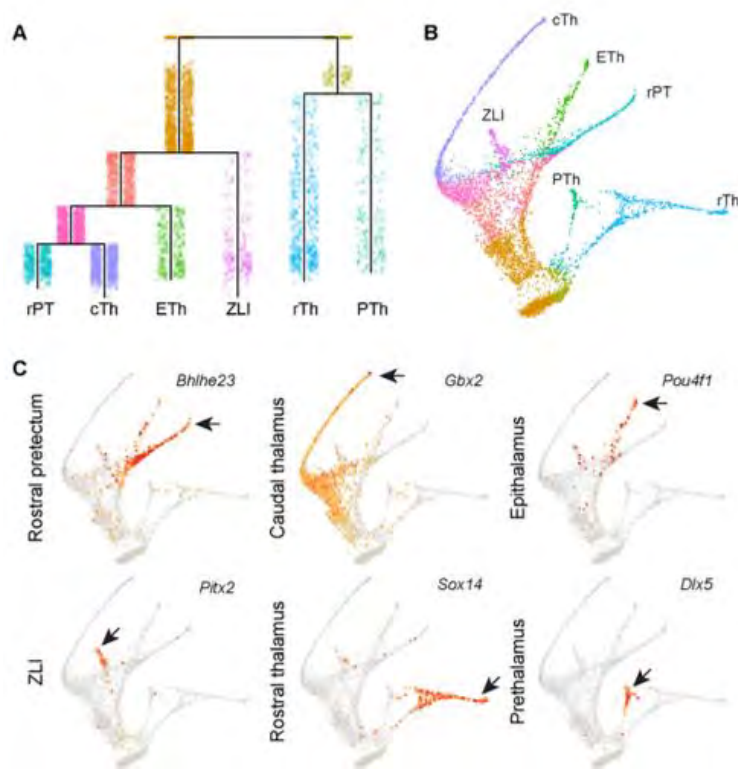 A
rPT cTh ETh ZLI rTh PTh
B
cTh
ETh
rPT
ZLI
PTh
rTh
C
Rostral pretectum
Bhlhe23
Caudal thalamus
Gbx2
Epithalamus
Pou4f1
ZLI
Pitx2
Rostral thalamus
Sox14
Prethalamus
Dlx5